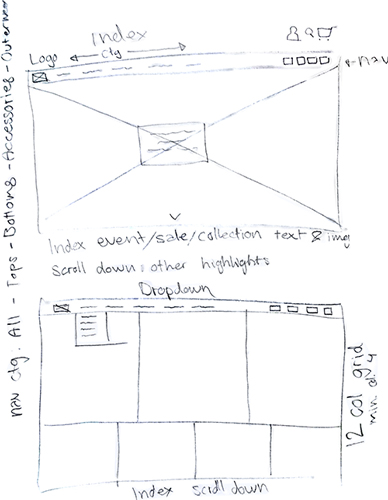 Index
Logo
ctg
nav
Index event/sale/collection text & img
Scroll down: other highlights
Dropdown
12 col grid
min. d. 4
Index scroll down
nav ctg. All - Tops - Bottoms - Accessories - Outerwear